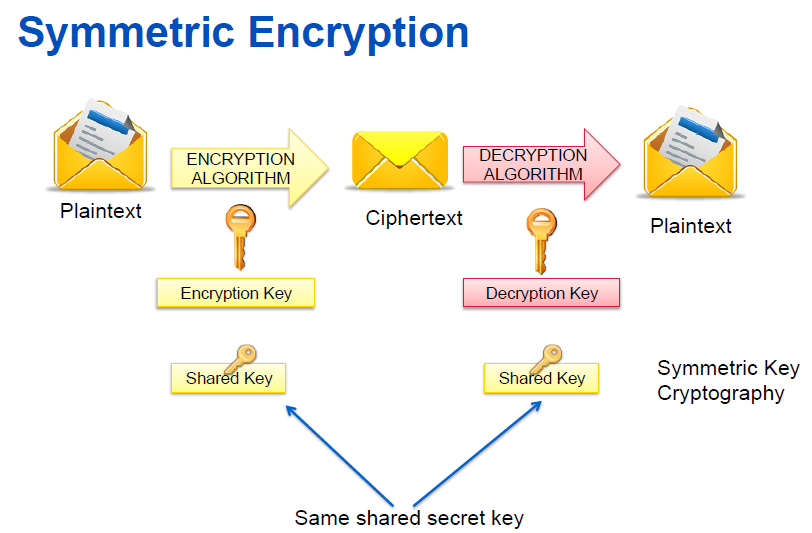 Symmetric Encryption
ENCRYPTION
ALGORITHM
DECRYPTION
ALGORITHM
Plaintext
Ciphertext
Plaintext
Encryption Key
Decryption Key
Shared Key
Shared Key
Symmetric Key
Cryptography
Same shared secret key